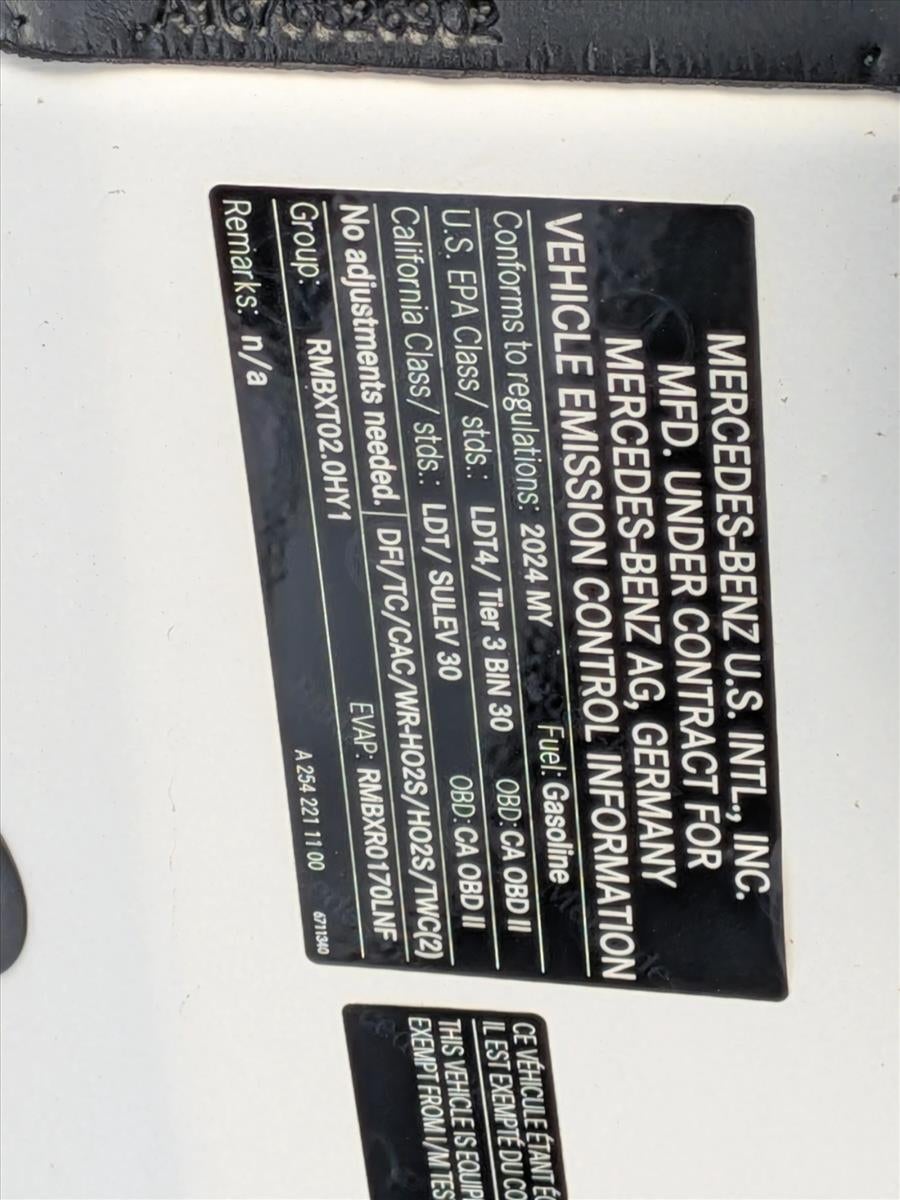 A1676826902
MERCEDES-BENZ U.S. INTL., INC.
MFD. UNDER CONTRACT FOR
MERCEDES-BENZ AG, GERMANY
VEHICLE EMISSION CONTROL INFORMATION
Conforms to regulations: 2024 MY Fuel: Gasoline
U.S. EPA Class/ stds.: LDT4/ Tier 3 BIN 30 OBD: CA OBD II
California Class/ stds.: LDT/ SULEV 30 OBD: CA OBD II
No adjustments needed. DFI/TC/CAC/WR-HO2S/HO2S/TWC(2)
Group: RMBXT02.0HY1 EVAP: RMBXR0170LNF
Remarks: n/a A 254 221 11 00 6711340
CE VÉHICULE ÉTANT É
IL EST EXEMPTÉ DU CO
THIS VEHICLE IS EQUIP
EXEMPT FROM I/M TES